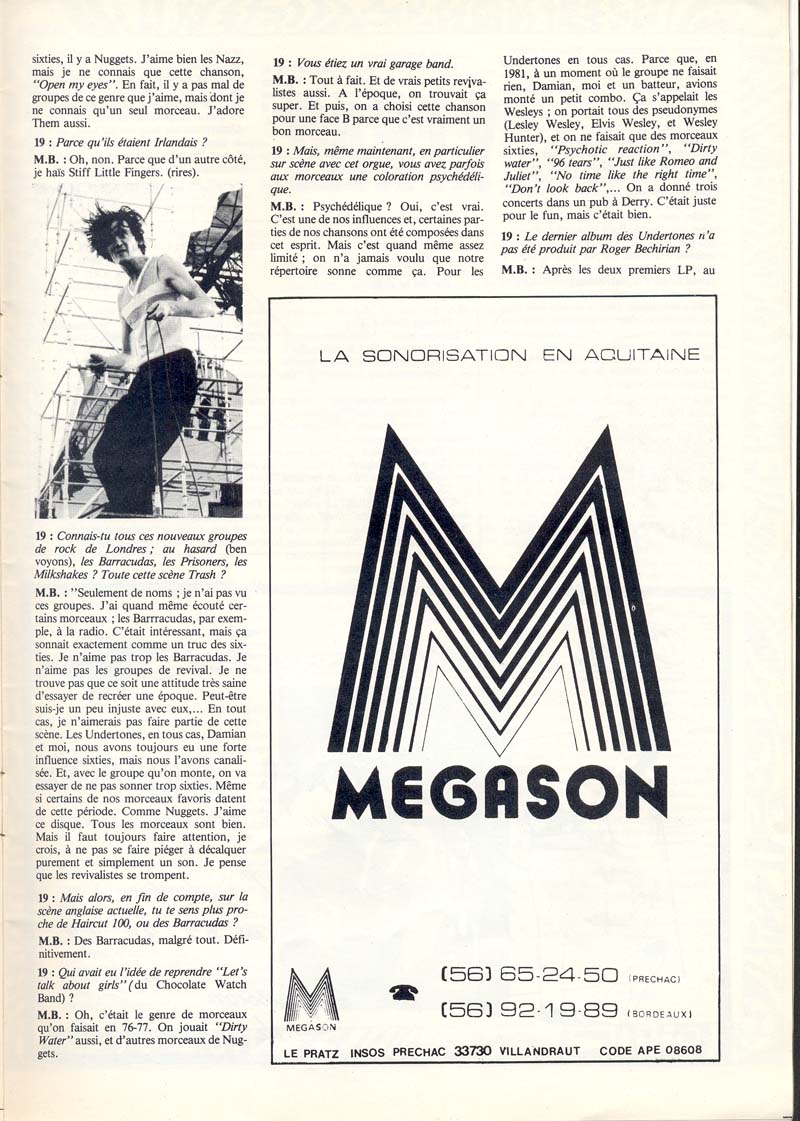 sixties, il y a Nuggets. J'aime bien les Nazz,
mais je ne connais que cette chanson,
"Open my eyes". En fait, il y a pas mal de
groupes de ce genre que j'aime, mais dont je
ne connais qu'un seul morceau. J'adore
Them aussi.
19 : Parce qu'ils étaient Irlandais ?
M.B. : Oh, non. Parce que d'un autre côté,
je haïs Stiff Little Fingers. (rires).
19 : Connais-tu tous ces nouveaux groupes
de rock de Londres ; au hasard (ben
voyons), les Barracudas, les Prisoners, les
Milkshakes ? Toute cette scène Trash ?
M.B. : "Seulement de noms ; je n'ai pas vu
ces groupes. J'ai quand même écouté cer-
tains morceaux ; les Barrracudas, par exem-
ple, à la radio. C'était intéressant, mais ça
sonnait exactement comme un truc des six-
ties. Je n'aime pas trop les Barracudas. Je
n'aime pas les groupes de revival. Je ne
trouve pas que ce soit une attitude très saine
d'essayer de recréer une époque. Peut-être
suis-je un peu injuste avec eux,... En tout
cas, je n'aimerais pas faire partie de cette
scène. Les Undertones, en tous cas, Damian
et moi, nous avons toujours eu une forte
influence sixties, mais nous l'avons canali-
sée. Et, avec le groupe qu'on monte, on va
essayer de ne pas sonner trop sixties. Même
si certains de nos morceaux favoris datent
de cette période. Comme Nuggets. J'aime
ce disque. Tous les morceaux sont bien.
Mais il faut toujours faire attention, je
crois, à ne pas se faire piéger à décalquer
purement et simplement un son. Je pense
que les revivalistes se trompent.
19 : Mais alors, en fin de compte, sur la
scène anglaise actuelle, tu te sens plus pro-
che de Haircut 100, ou des Barracudas ?
M.B. : Des Barracudas, malgré tout. Défi-
nitivement.
19 : Qui avait eu l'idée de reprendre "Let's
talk about girls" (du Chocolate Watch
Band) ?
M.B. : Oh, c'était le genre de morceaux
qu'on faisait en 76-77. On jouait "Dirty
Water" aussi, et d'autres morceaux de Nug-
gets.
19 : Vous étiez un vrai garage band.
M.B. : Tout à fait. Et de vrais petits revjva-
listes aussi. A l'époque, on trouvait ça
super. Et puis, on a choisi cette chanson
pour une face B parce que c'est vraiment un
bon morceau.
19 : Mais, même maintenant, en particulier
sur scène avec cet orgue, vous avez parfois
aux morceaux une coloration psychédéli-
que.
M.B. : Psychédélique ? Oui, c'est vrai.
C'est une de nos influences et, certaines par-
ties de nos chansons ont été composées dans
cet esprit. Mais c'est quand même assez
limité ; on n'a jamais voulu que notre
répertoire sonne comme ça. Pour les
Undertones en tous cas. Parce que, en
1981, à un moment où le groupe ne faisait
rien, Damian, moi et un batteur, avions
monté un petit combo. Ça s'appelait les
Wesleys ; on portait tous des pseudonymes
(Lesley Wesley, Elvis Wesley, et Wesley
Hunter), et on ne faisait que des morceaux
sixties, "Psychotic reaction", "Dirty
water", "96 tears", "Just like Romeo and
Juliet", "No time like the right time",
"Don't look back",... On a donné trois
concerts dans un pub à Derry. C'était juste
pour le fun, mais c'était bien.
19 : Le dernier album des Undertones n'a
pas été produit par Roger Bechirian ?
M.B. : Après les deux premiers LP, au
LA SONORISATION EN AQUITAINE
MEGASON
(56) 65-24-50 (PRECHAC)
(56) 92-19-89 (BORDEAUX)
MEGASON
LE PRATZ INSOS PRECHAC 33730 VILLANDRAUT CODE APE 08608